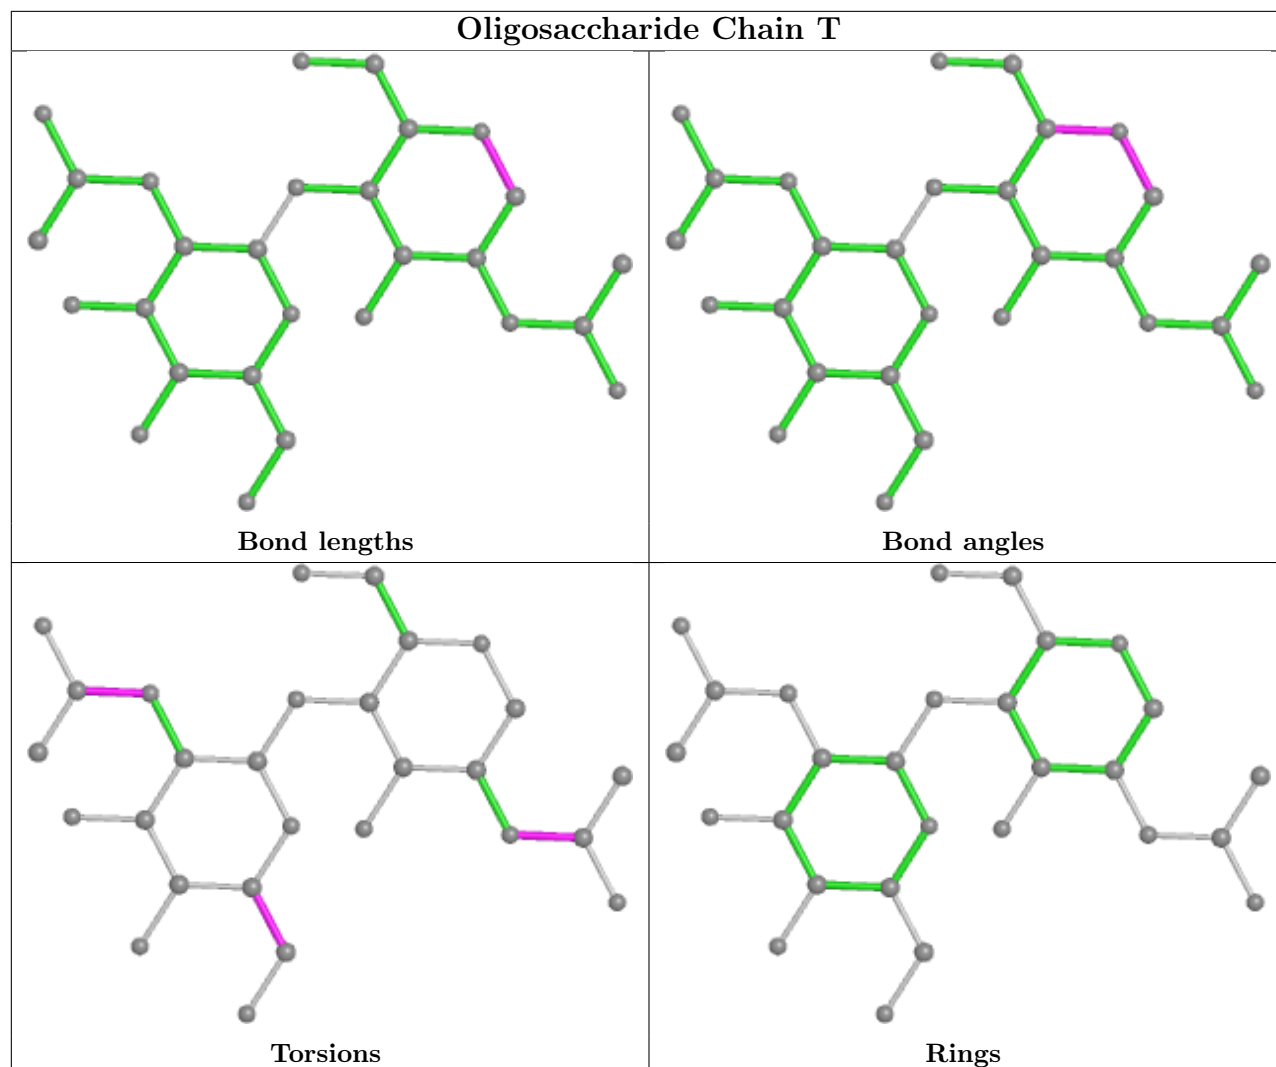 Oligosaccharide Chain T
Bond lengths
Bond angles
Torsions
Rings